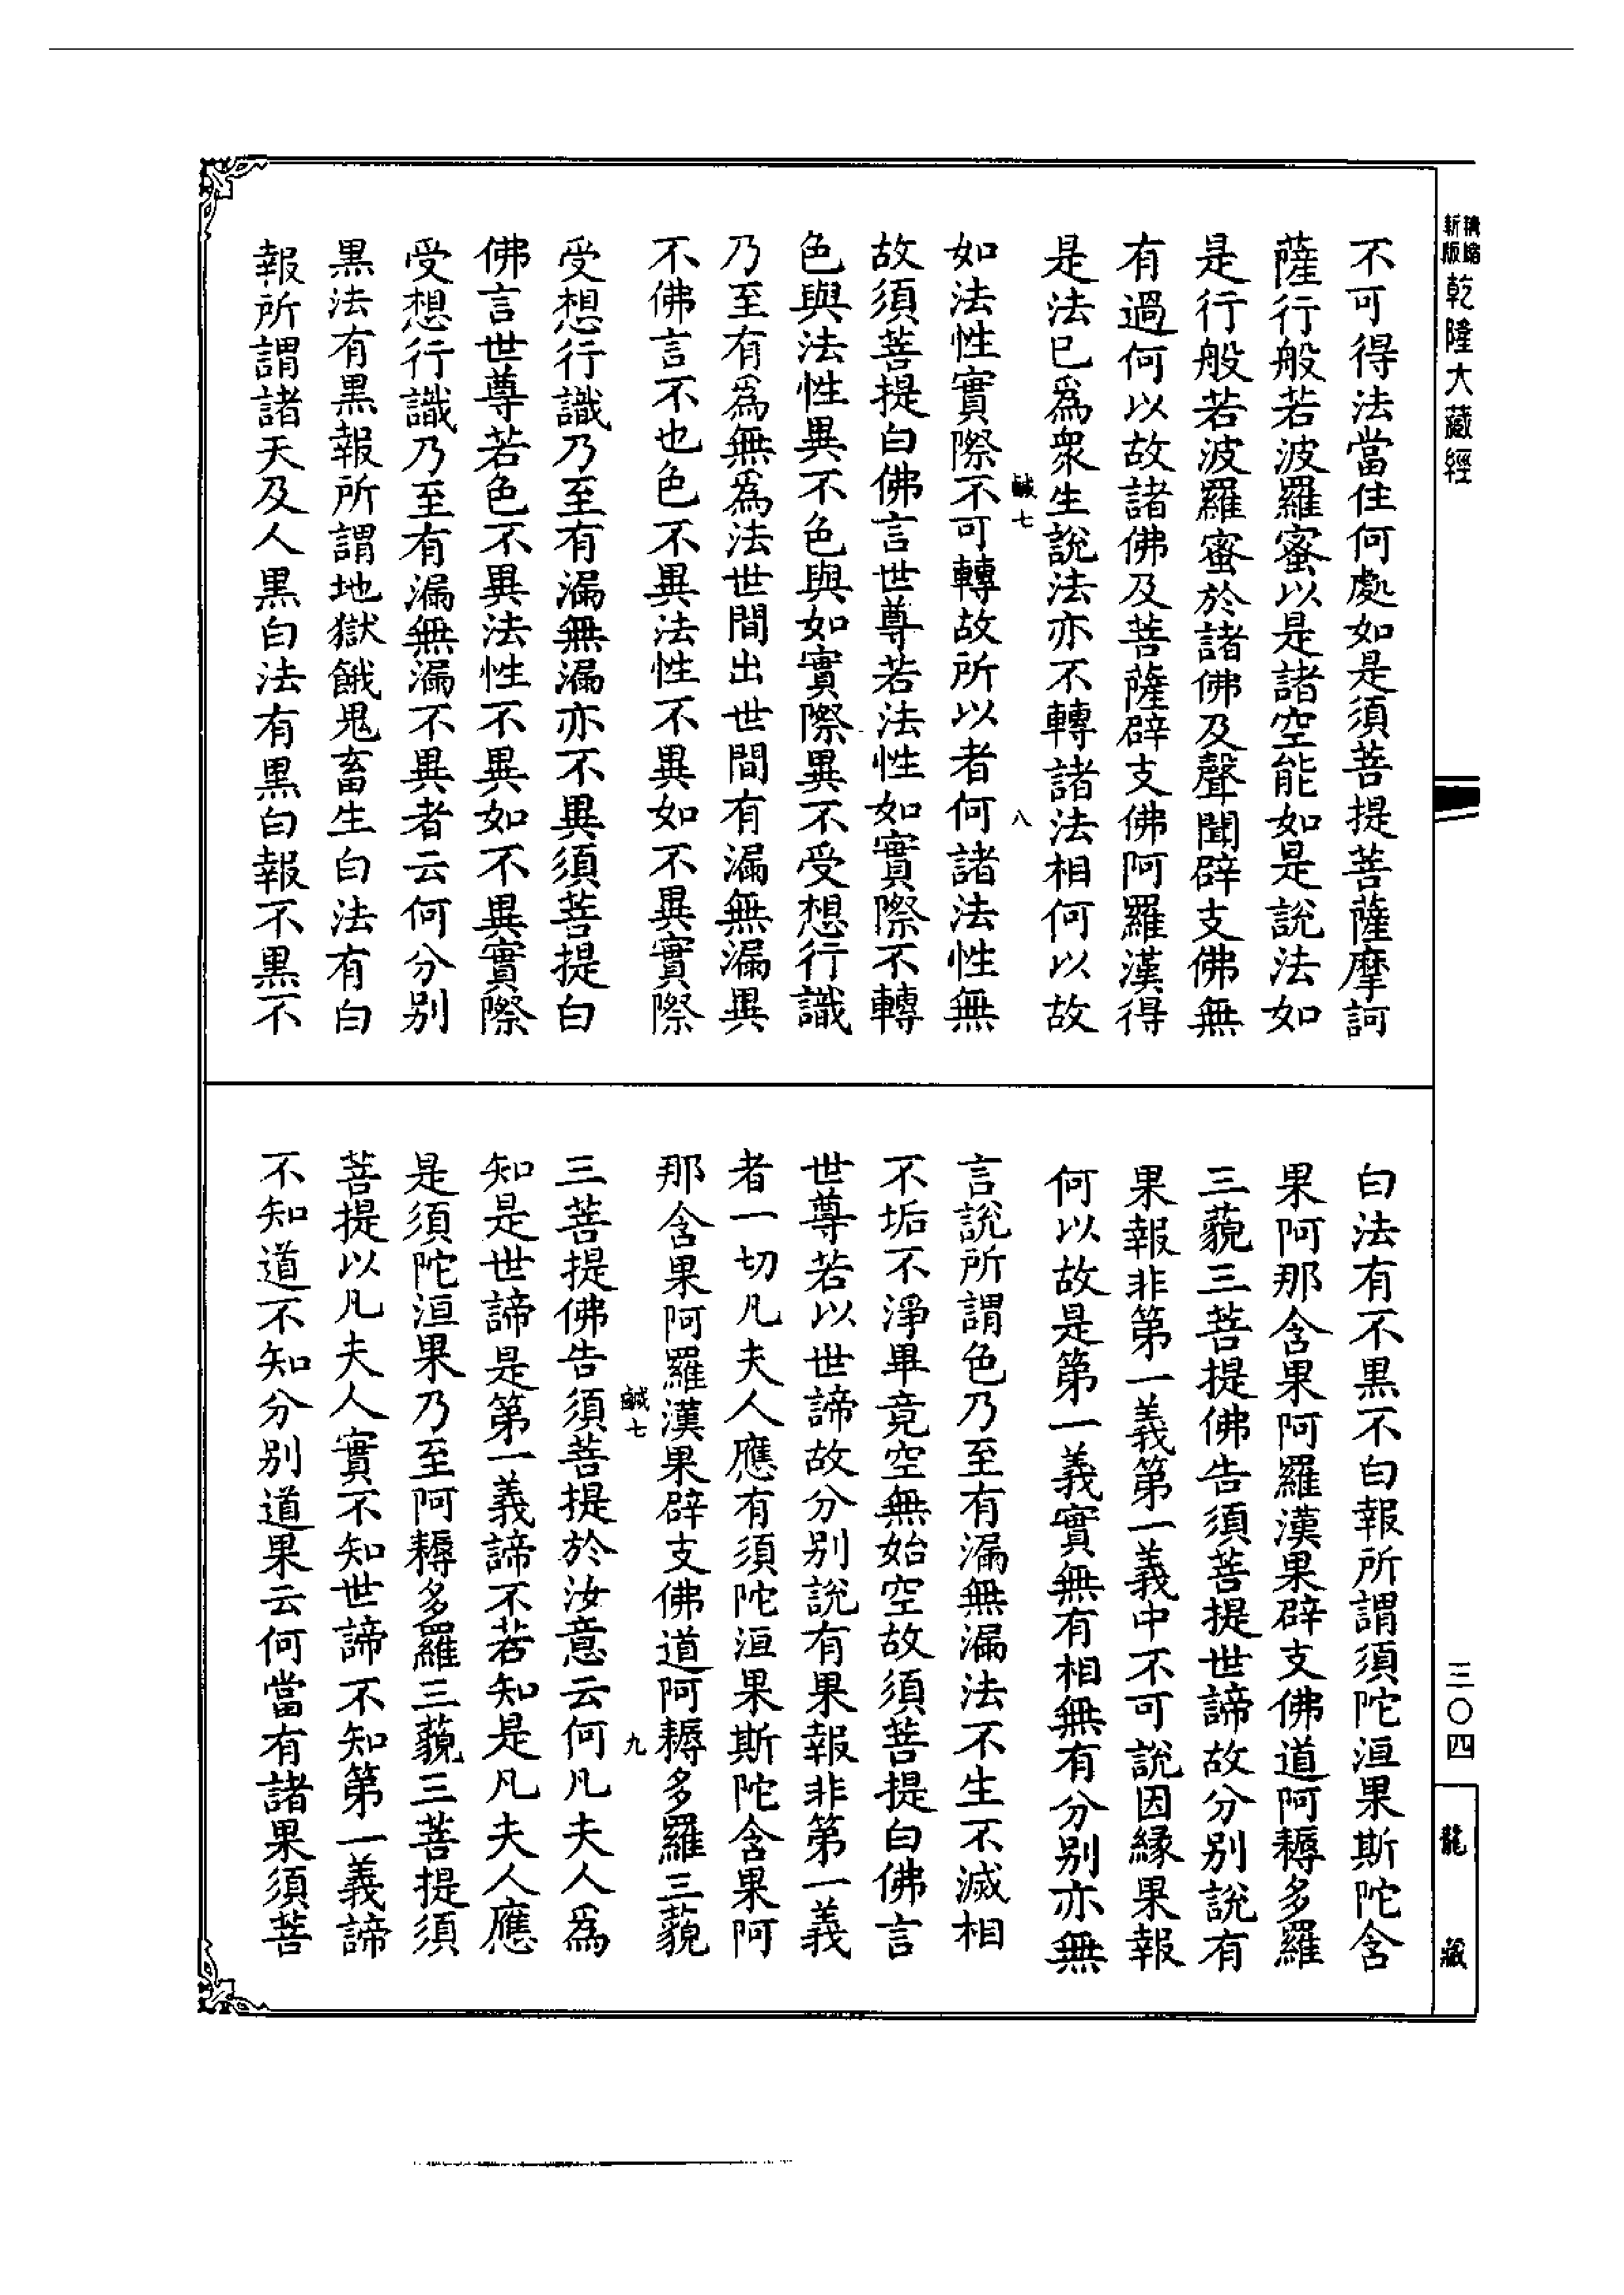 精縮新版乾隆大藏經
不可得法當住何處如是須菩提菩薩摩訶
薩行般若波羅蜜以是諸空能如是說法如
是行般若波羅蜜於諸佛及聲聞辟支佛無
有過何以故諸佛及菩薩辟支佛阿羅漢得
是法已爲衆生說法亦不轉諸法相何以故
鹹七 八
如法性實際不可轉故所以者何諸法性無
故須菩提白佛言世尊若法性如實際不轉
色與法性異不色與如實際異不受想行識
乃至有爲無爲法世間出世間有漏無漏異
不佛言不也色不異法性不異如不異實際
受想行識乃至有漏無漏亦不異須菩提白
佛言世尊若色不異法性不異如不異實際
受想行識乃至有漏無漏不異者云何分別
黑法有黑報所謂地獄餓鬼畜生白法有白
報所謂諸天及人黑白法有黑白報不黑不
白法有不黑不白報所謂須陀洹果斯陀含
果阿那含果阿羅漢果辟支佛道阿耨多羅
三藐三菩提佛告須菩提世諦故分別說有
果報非第一義第一義中不可說因緣果報
何以故是第一義實無有相無有分別亦無
言說所謂色乃至有漏無漏法不生不滅相
不垢不淨畢竟空無始空故須菩提白佛言
世尊若以世諦故分別說有果報非第一義
者一切凡夫人應有須陀洹果斯陀含果阿
那含果阿羅漢果辟支佛道阿耨多羅三藐
鹹七 九
三菩提佛告須菩提於汝意云何凡夫人爲
知是世諦是第一義諦不若知是凡夫人應
是須陀洹果乃至阿耨多羅三藐三菩提須
菩提以凡夫人實不知世諦不知第一義諦
不知道不知分別道果云何當有諸果須菩
三〇四
龍藏